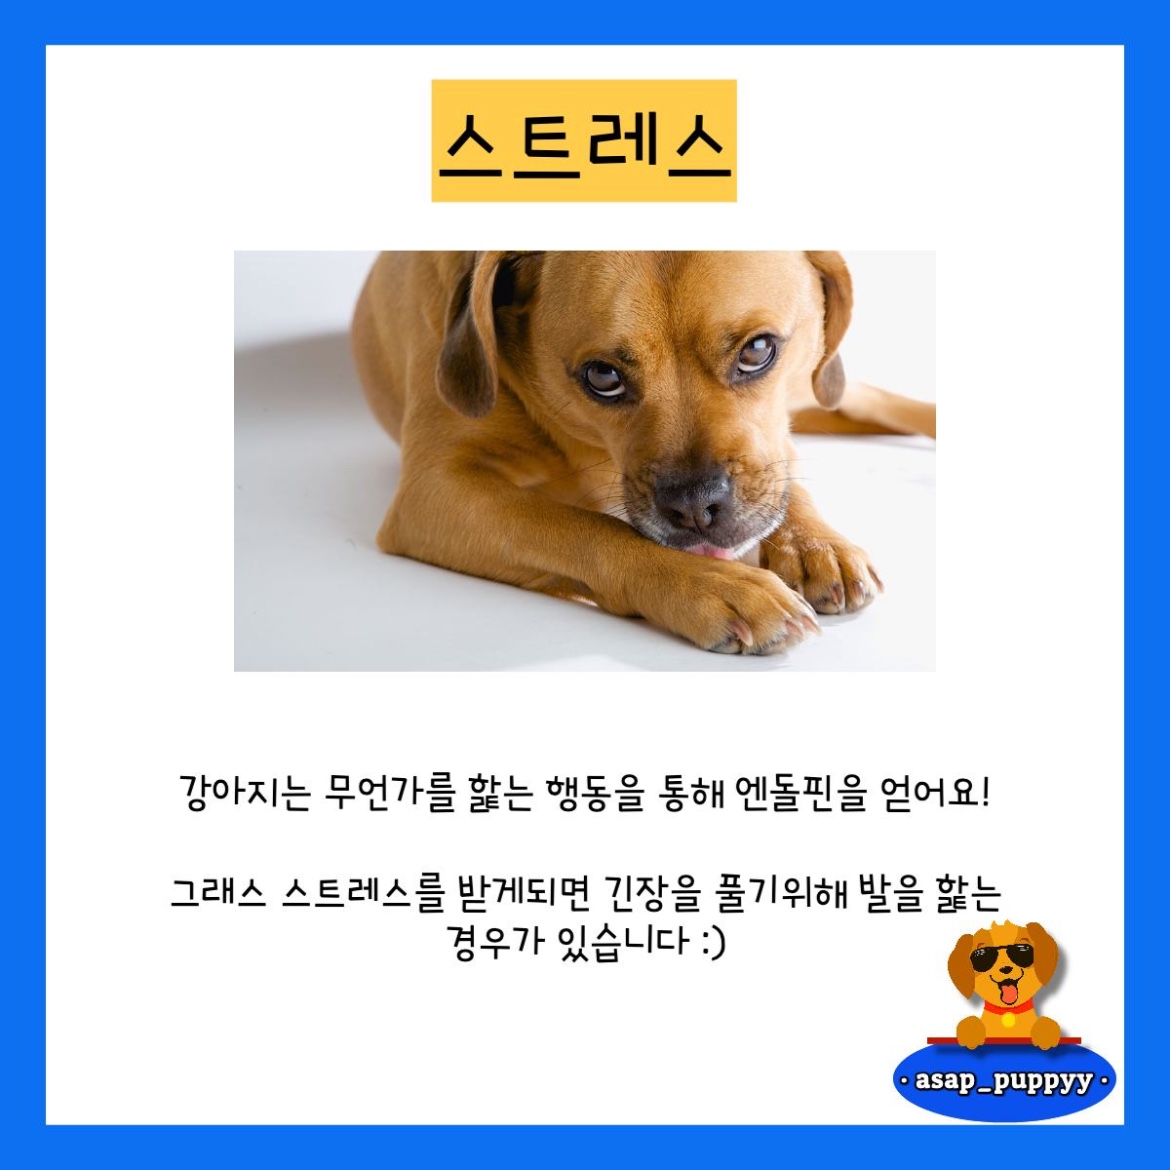 스트레스
강아지는 무언가를 핥는 행동을 통해 엔돌핀을 얻어요!
그래스 스트레스를 받게되면 긴장을 풀기위해 발을 핥는
경우가 있습니다 :)
· asap_puppyy ·